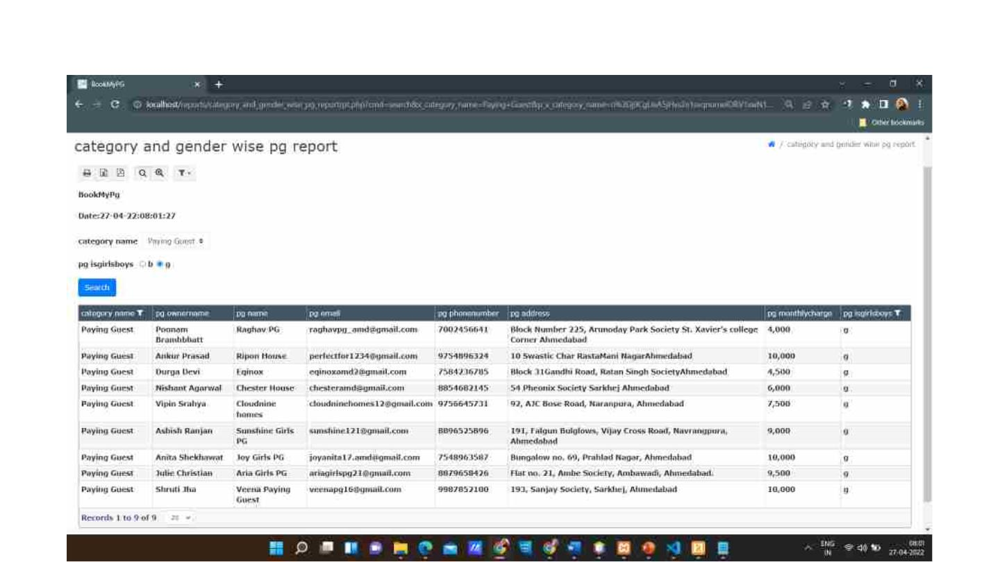 BookMyPG
localhost/reports/category_and_gender_wise_pg_reportrpt.php?cmd=search&x_category_name=Paying+Guest&
Other bookmarks
category and gender wise pg report
/ category and gender wise pg report
BookMyPg
Date:27-04-22:08:01:27
category name Paying Guest
pg isgirlsboys b g
Search
category name pg ownername pg name pg email pg phonenumber pg address pg monthlycharge pg isgirlsboys
Paying Guest Poonam Raghav PG raghavpg_amd@gmail.com 7002456641 Block Number 225, Arunoday Park Society St. Xavier's college 4,000 g
Brambhbhatt Corner Ahmedabad
Paying Guest Ankur Prasad Ripon House perfectfor1234@gmail.com 9754896324 10 Swastic Char RastaMani NagarAhmedabad 10,000 g
Paying Guest Durga Devi Eqinox eqinoxamd2@gmail.com 7584236785 Block 31Gandhi Road, Ratan Singh SocietyAhmedabad 4,500 g
Paying Guest Nishant Agarwal Chester House chesteramd@gmail.com 8854682145 54 Pheonix Society Sarkhej Ahmedabad 6,000 g
Paying Guest Vipin Srahya Cloudnine cloudninehomes12@gmail.com 9756645731 92, AJC Bose Road, Naranpura, Ahmedabad 7,500 g
homes
Paying Guest Ashish Ranjan Sunshine Girls sunshine121@gmail.com 8896525896 191, Falgun Bulglows, Vijay Cross Road, Navrangpura, 9,000 g
PG Ahmedabad
Paying Guest Anita Shekhawat Joy Girls PG joyanita17.amd@gmail.com 7548963587 Bungalow no. 69, Prahlad Nagar, Ahmedabad 10,000 g
Paying Guest Julie Christian Aria Girls PG ariagirlspg21@gmail.com 8879658426 Flat no. 21, Ambe Society, Ambawadi, Ahmedabad. 9,500 g
Paying Guest Shruti Jha Veena Paying veenapg16@gmail.com 9987852100 193, Sanjay Society, Sarkhej, Ahmedabad 10,000 g
Guest
Records 1 to 9 of 9 20
ENG 08:01
IN 27-04-2022